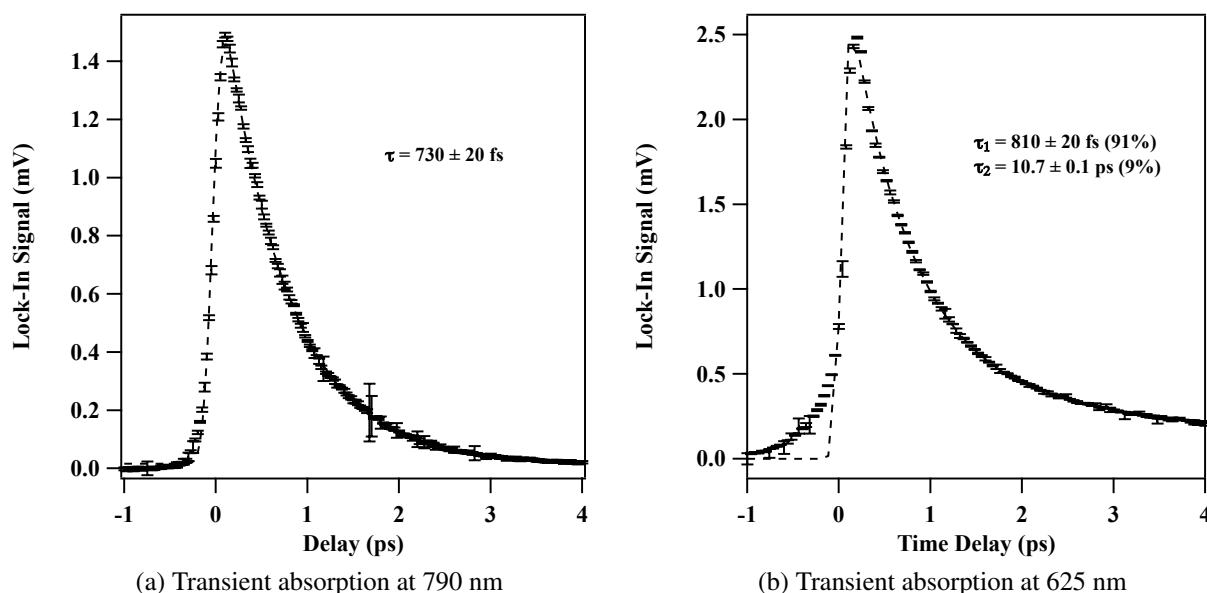 1.4
1.2
1.0
0.8
0.6
0.4
0.2
0.0
Lock-In Signal (mV)
τ = 730 ± 20 fs
-1 0 1 2 3 4
Delay (ps)
(a) Transient absorption at 790 nm
2.5
2.0
1.5
1.0
0.5
0.0
Lock-In Signal (mV)
τ₁ = 810 ± 20 fs (91%)
τ₂ = 10.7 ± 0.1 ps (9%)
-1 0 1 2 3 4
Time Delay (ps)
(b) Transient absorption at 625 nm